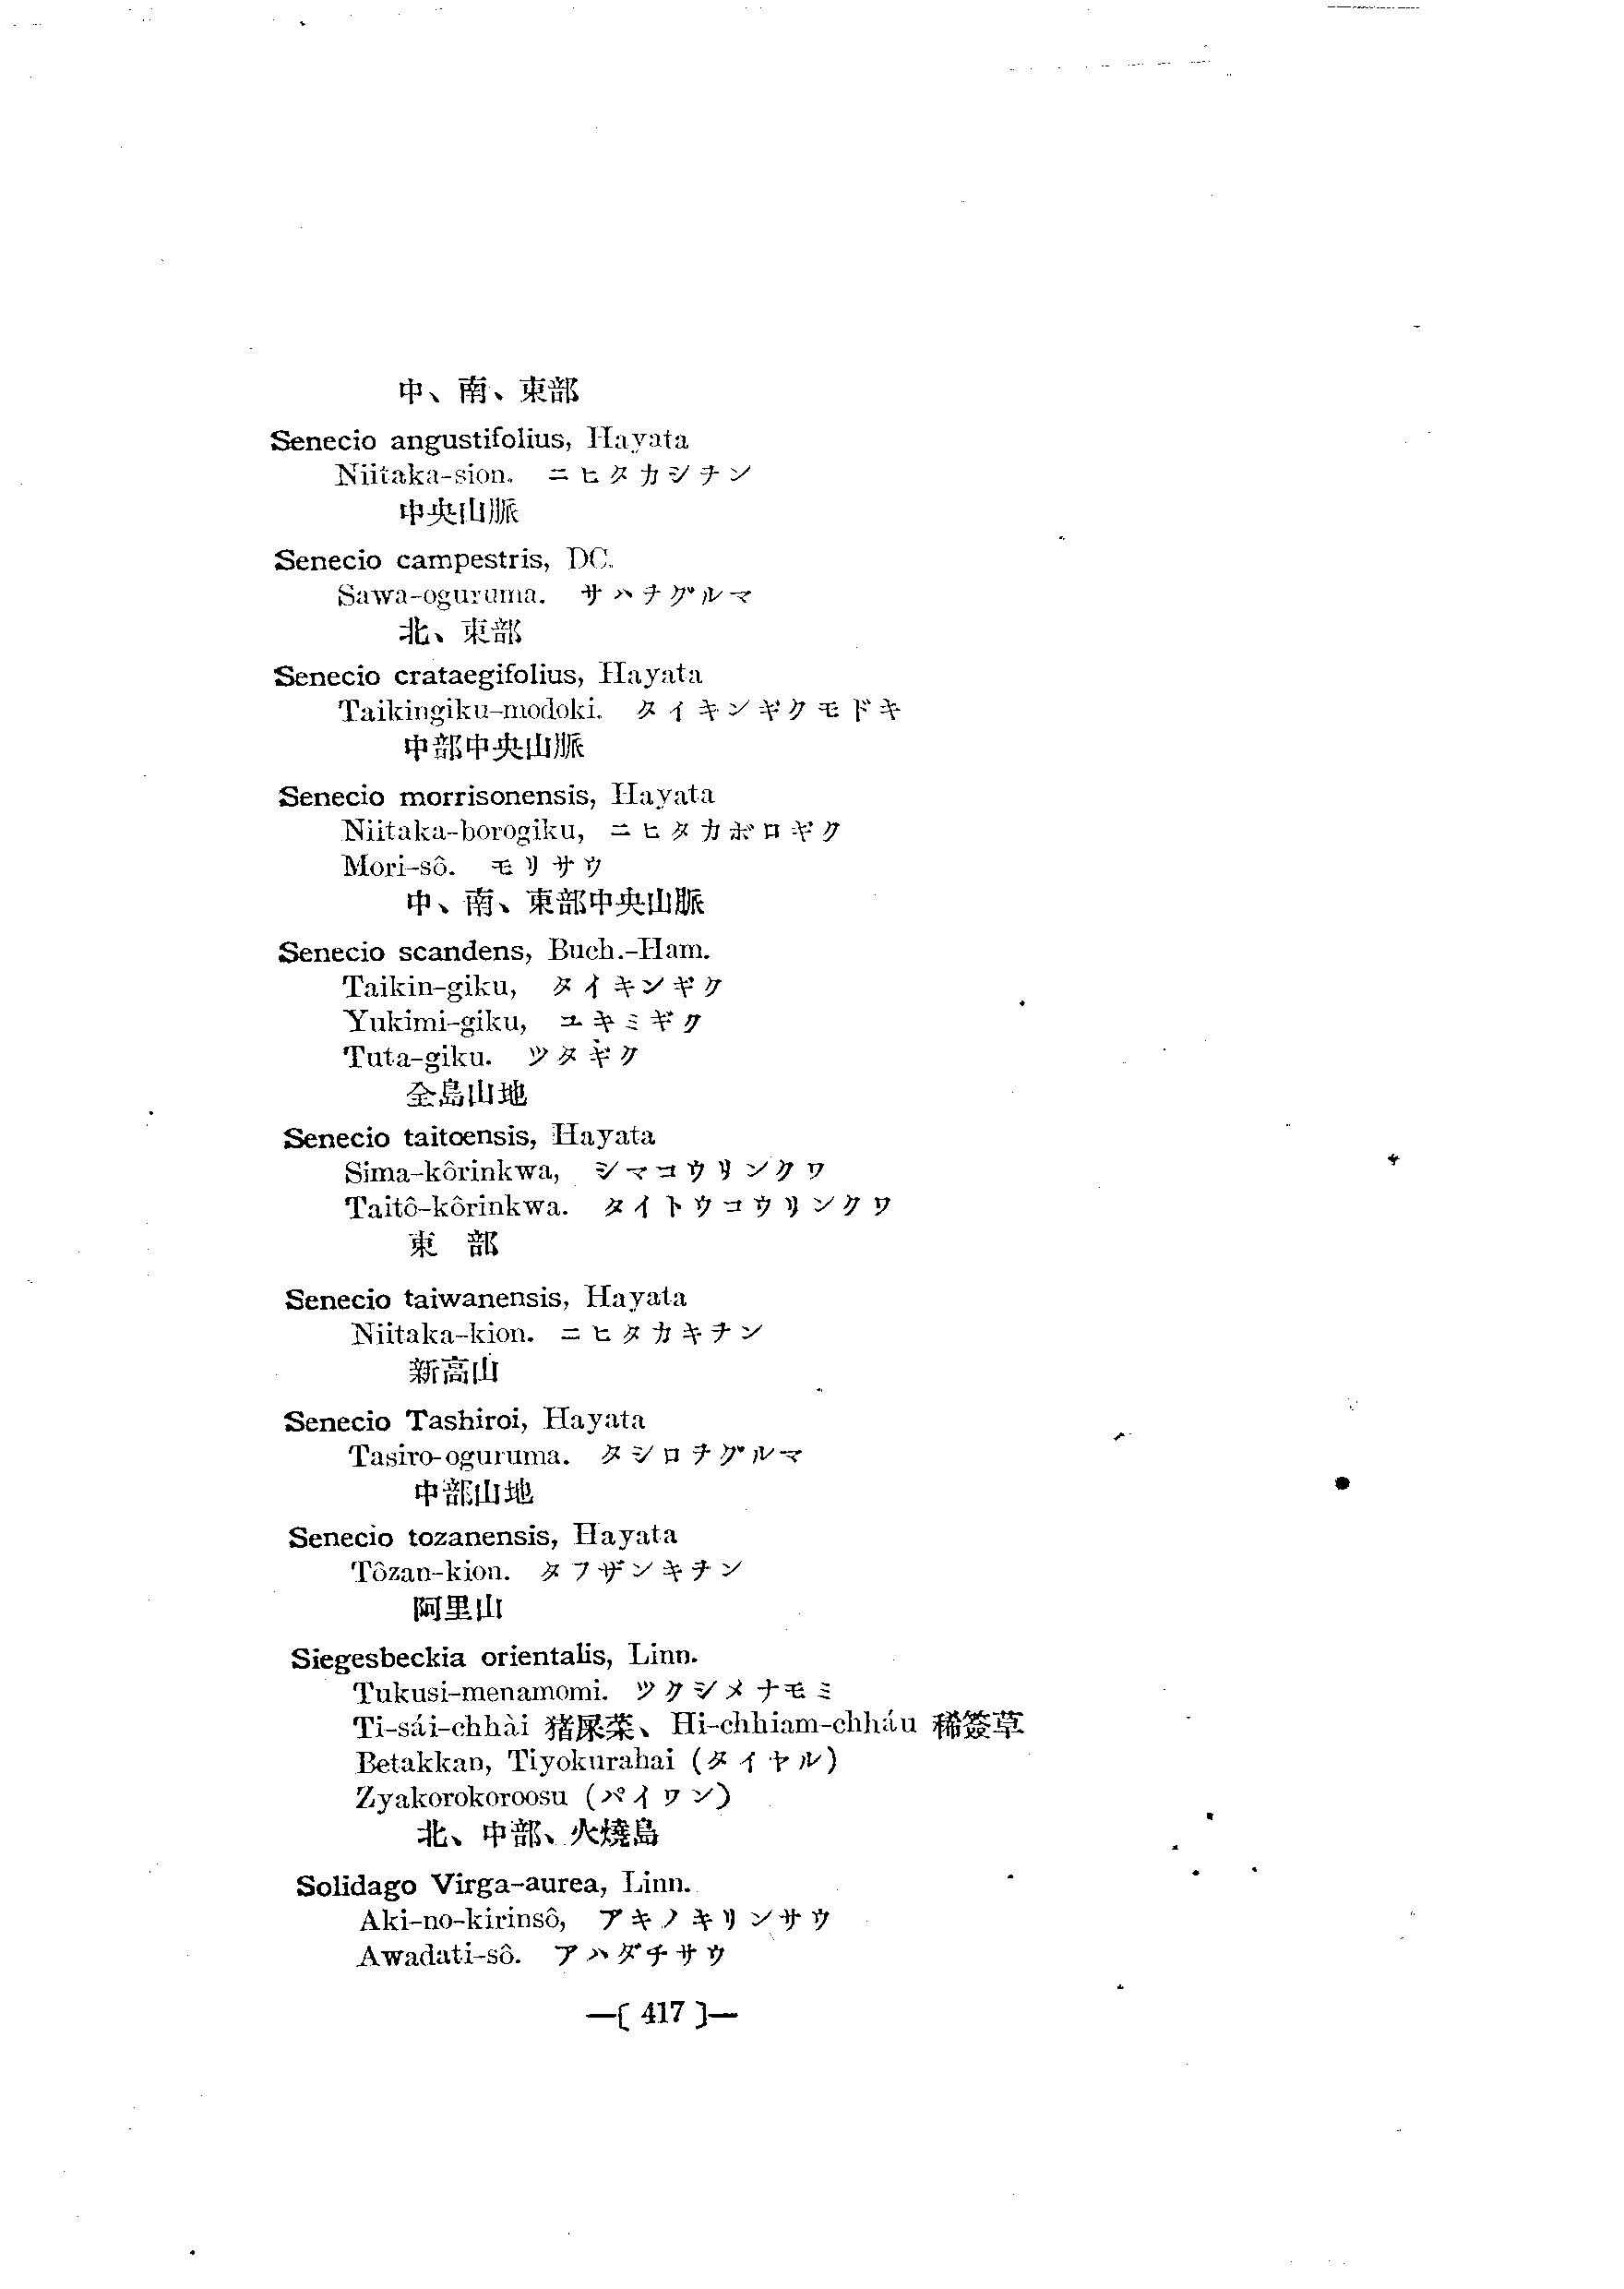 中、南、東部
Senecio angustifolius, Hayata
Niitaka-sion. ニヒタカシヲン
中央山脈
Senecio campestris, DC.
Sawa-oguruma. サハヲグルマ
北、東部
Senecio crataegifolius, Hayata
Taikingiku-modoki. タイキンギクモドキ
中部中央山脈
Senecio morrisonensis, Hayata
Niitaka-borogiku, ニヒタカボロギク
Mori-sô. モリサウ
中、南、東部中央山脈
Senecio scandens, Buch.-Ham.
Taikin-giku, タイキンギク
Yukimi-giku, ユキミギク
Tuta-giku. ツタギク
全島山地
Senecio taitoensis, Hayata
Sima-kôrinkwa, シマコウリンクワ
Taitô-kôrinkwa. タイトウコウリンクワ
東 部
Senecio taiwanensis, Hayata
Niitaka-kion. ニヒタカキヲン
新高山
Senecio Tashiroi, Hayata
Tasiro-oguruma. タシロヲグルマ
中部山地
Senecio tozanensis, Hayata
Tôzan-kion. タフザンキヲン
阿里山
Siegesbeckia orientalis, Linn.
Tukusi-menamomi. ツクシメナモミ
Ti-sái-chhài 猪屎菜、Hi-chhiam-chháu 稀簽草
Betakkan, Tiyokurahai (タイヤル)
Zyakorokoroosu (パイワン)
北、中部、火燒島
Solidago Virga-aurea, Linn.
Aki-no-kirinsô, アキノキリンサウ
Awadati-sô. アハダチサウ
—[ 417 ]—